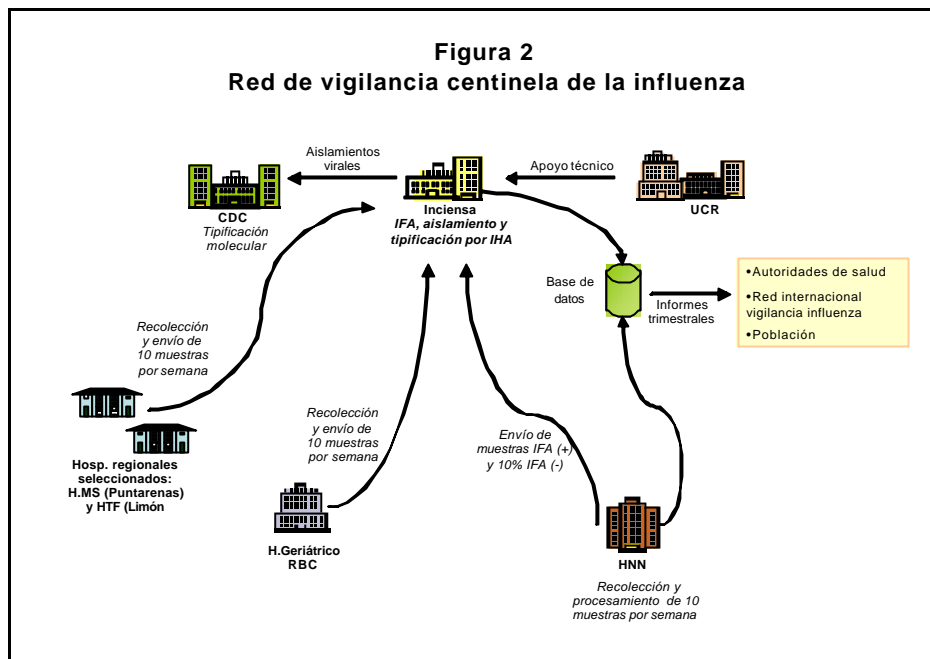 Figura 2
Red de vigilancia centinela de la influenza
Aislamientos
virales
Apoyo técnico
CDC
Tipificación
molecular
Inciensa
IFA, aislamiento y
tipificación por IHA
UCR
Base de
datos
Informes
trimestrales
•Autoridades de salud
•Red internacional
vigilancia influenza
•Población
Recolección
y envío de
10 muestras
por semana
Hosp. regionales
seleccionados:
H.MS (Puntarenas)
y HTF (Limón
Recolección
y envío de
10 muestras
por semana
H.Geriátrico
RBC
Envío de
muestras IFA (+)
y 10% IFA (-)
HNN
Recolección y
procesamiento de 10
muestras por semana